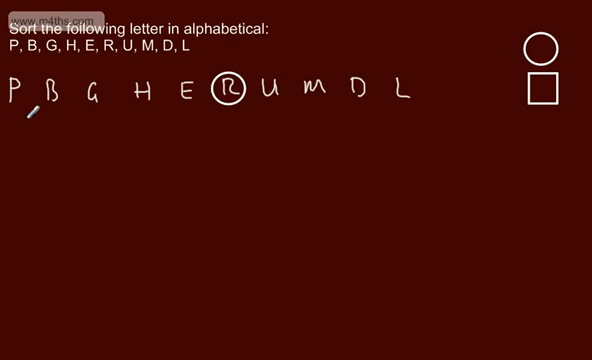 www.m4ths.com
Sort the following letter in alphabetical:
P, B, G, H, E, R, U, M, D, L
P B G H E R U M D L